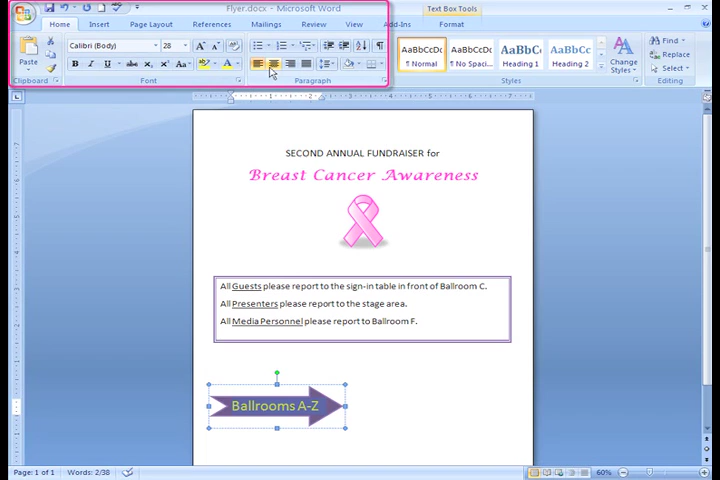 Flyer.docx - Microsoft Word
Text Box Tools
Home Insert Page Layout References Mailings Review View Add-Ins Format
Calibri (Body) 28
Paste
Clipboard Font Paragraph Styles Editing
AaBbCcDc AaBbCcDc AaBbCc AaBbCc
¶ Normal ¶ No Spaci... Heading 1 Heading 2
Change
Styles
Find
Replace
Select
SECOND ANNUAL FUNDRAISER for
Breast Cancer Awareness
All Guests please report to the sign-in table in front of Ballroom C.
All Presenters please report to the stage area.
All Media Personnel please report to Ballroom F.
Ballrooms A-Z
Page: 1 of 1 Words: 2/38 60%